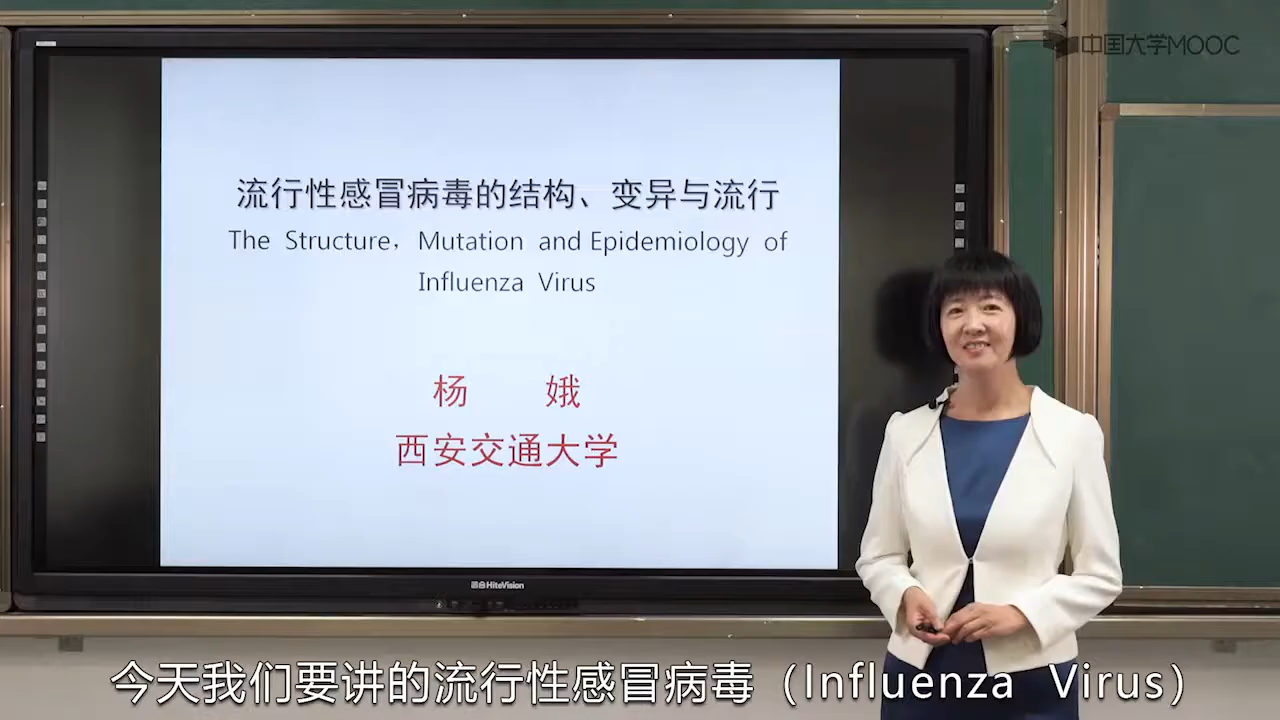 中国大学MOOC
流行性感冒病毒的结构、变异与流行
The Structure, Mutation and Epidemiology of
Influenza Virus
杨 娥
西安交通大学
HiteVision
今天我们要讲的流行性感冒病毒（Influenza Virus）